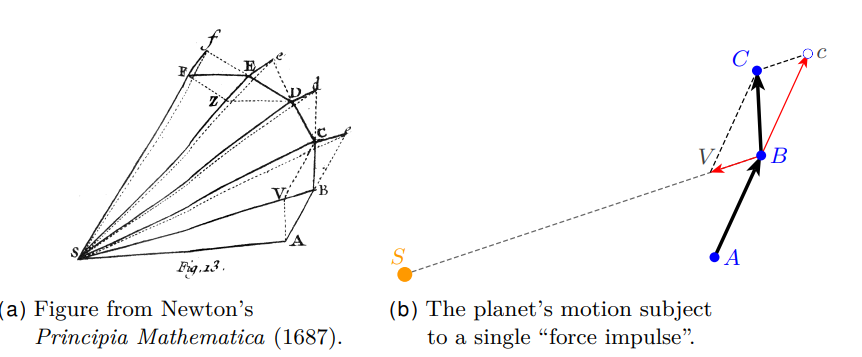 f
F
E
e
Z
D
d
C
c
V
B
S
A
Fig.13.
C
c
V
B
S
A
(a) Figure from Newton's
Principia Mathematica (1687).
(b) The planet's motion subject
to a single “force impulse”.